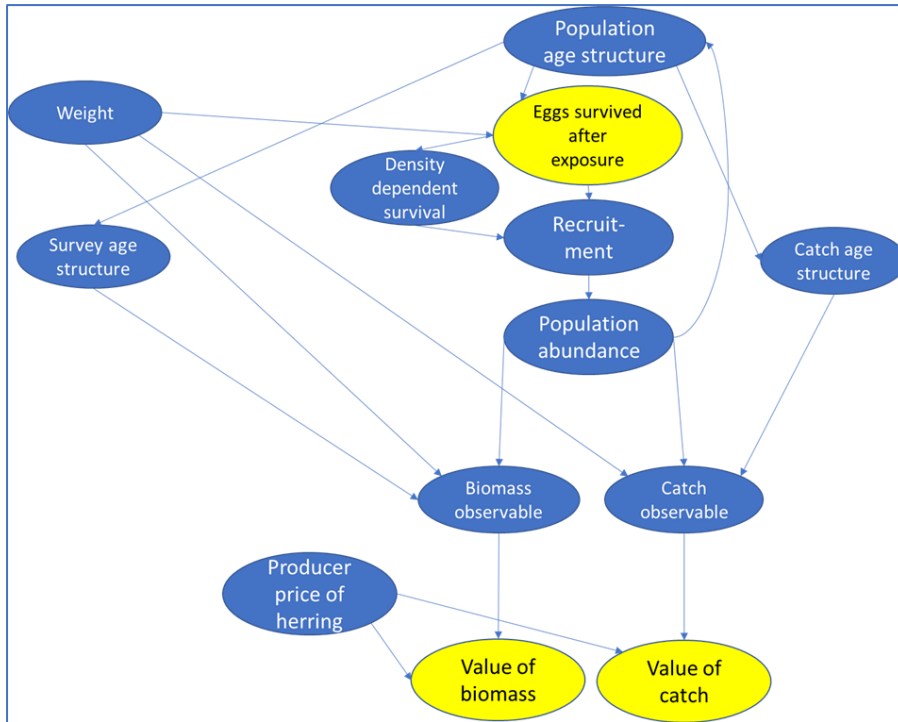 Population
age structure
Weight
Eggs survived
after
exposure
Density
dependent
survival
Recruit-
ment
Survey age
structure
Catch age
structure
Population
abundance
Biomass
observable
Catch
observable
Producer
price of
herring
Value of
biomass
Value of
catch